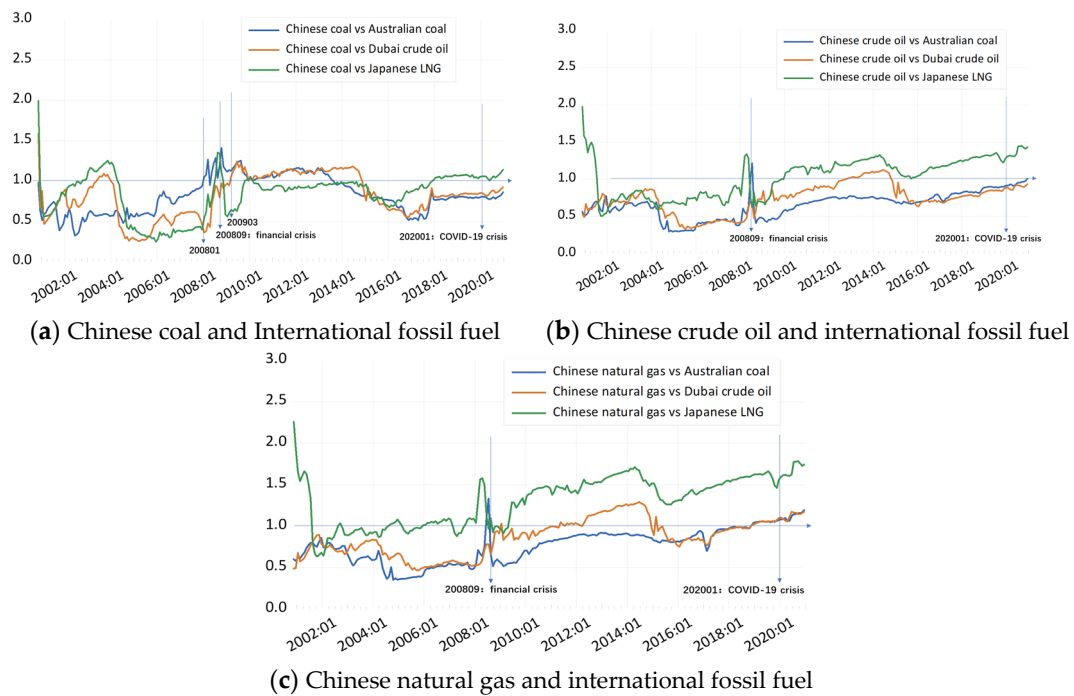 3.0
Chinese coal vs Australian coal
2.5
Chinese coal vs Dubai crude oil
Chinese coal vs Japanese LNG
2.0
1.5
1.0
0.5
200903
200809：financial crisis
202001：COVID-19 crisis
200801
0.0
2002:01
2004:01
2006:01
2008:01
2010:01
2012:01
2014:01
2016:01
2018:01
2020:01
(a) Chinese coal and International fossil fuel
3.0
Chinese crude oil vs Australian coal
2.5
Chinese crude oil vs Dubai crude oil
Chinese crude oil vs Japanese LNG
2.0
1.5
1.0
0.5
200809：financial crisis
202001：COVID-19 crisis
0.0
2002:01
2004:01
2006:01
2008:01
2010:01
2012:01
2014:01
2016:01
2018:01
2020:01
(b) Chinese crude oil and international fossil fuel
3.0
Chinese natural gas vs Australian coal
2.5
Chinese natural gas vs Dubai crude oil
Chinese natural gas vs Japanese LNG
2.0
1.5
1.0
0.5
200809：financial crisis
202001：COVID-19 crisis
0.0
2002:01
2004:01
2006:01
2008:01
2010:01
2012:01
2014:01
2016:01
2018:01
2020:01
(c) Chinese natural gas and international fossil fuel